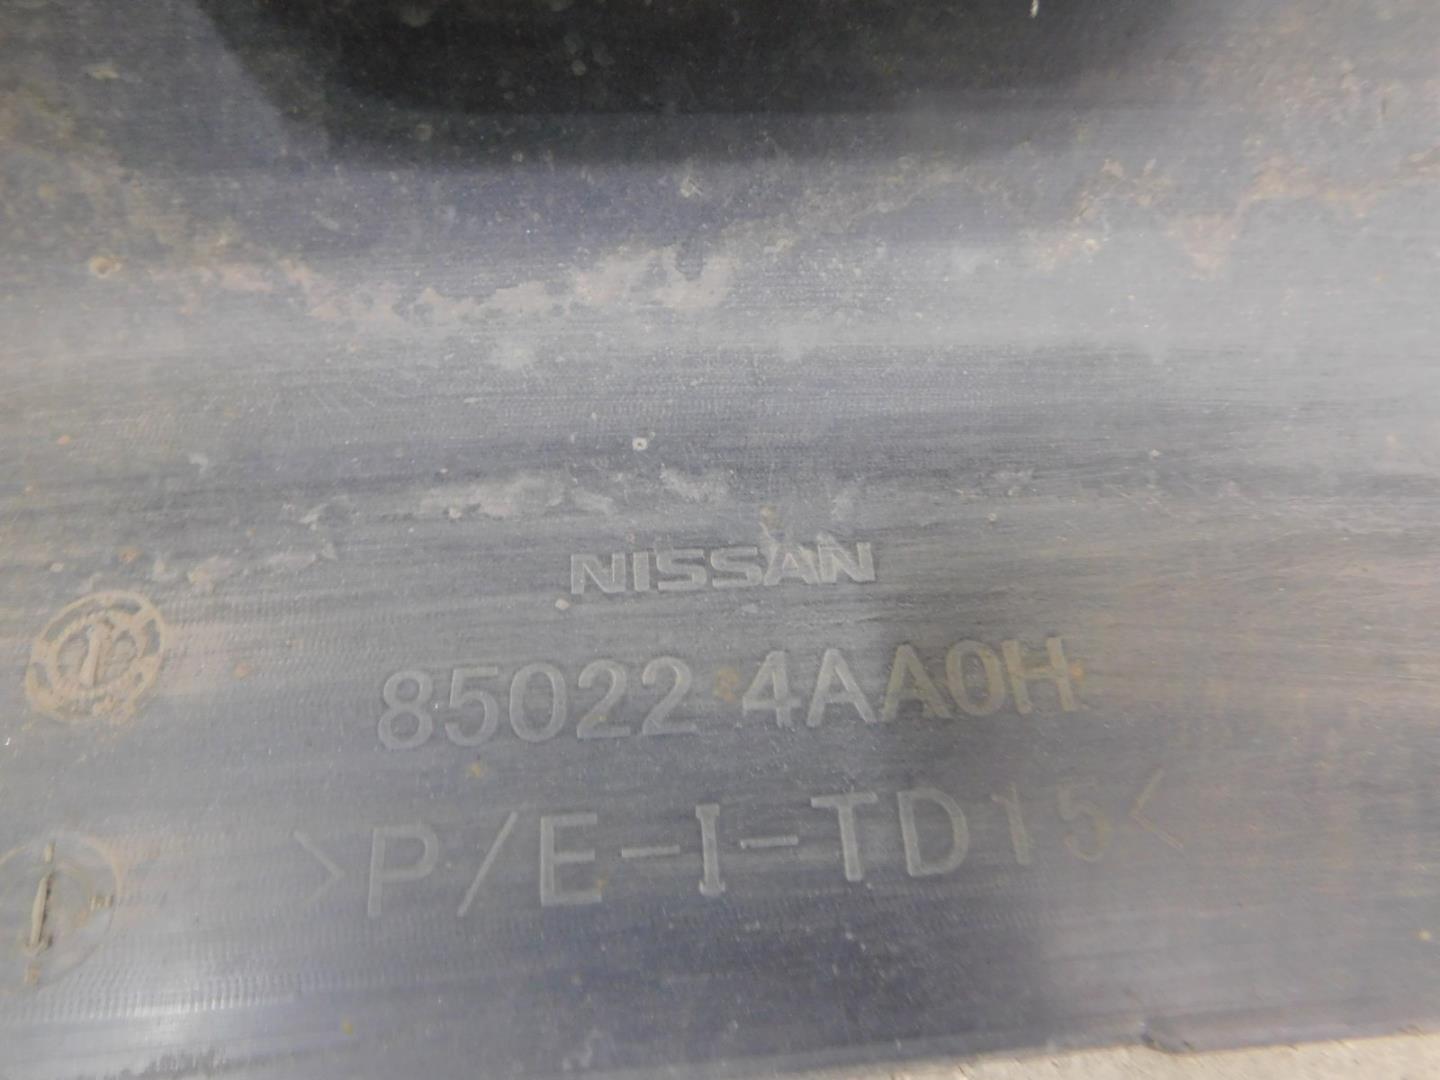 NISSAN
85022 4AA0H
>P/E-I-TD15<